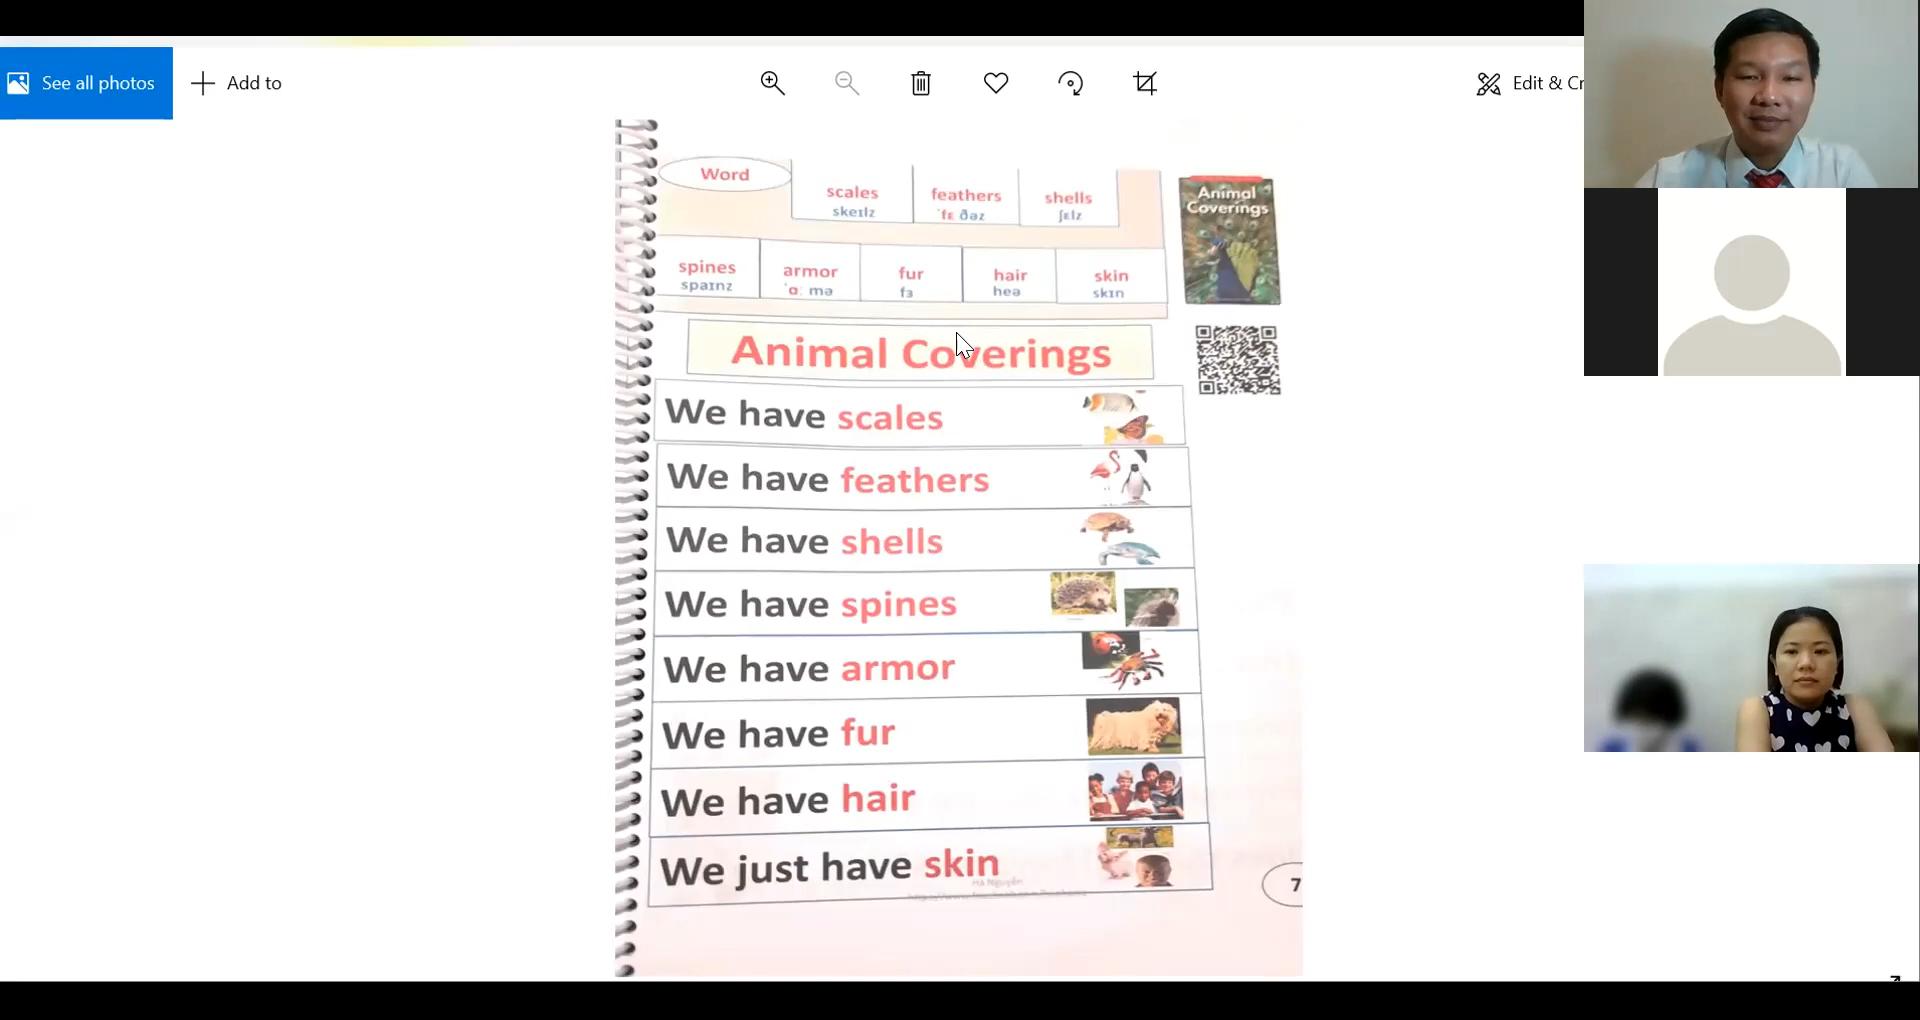 See all photos
Add to
Edit & Cr
Word
scales
skeɪlz
feathers
ˈfɛ ðəz
shells
ʃɛlz
Animal
Coverings
spines
spaɪnz
armor
ˈɑː mə
fur
fɜ
hair
heə
skin
skɪn
Animal Coverings
We have scales
We have feathers
We have shells
We have spines
We have armor
We have fur
We have hair
We just have skin
Hà Nguyễn
7